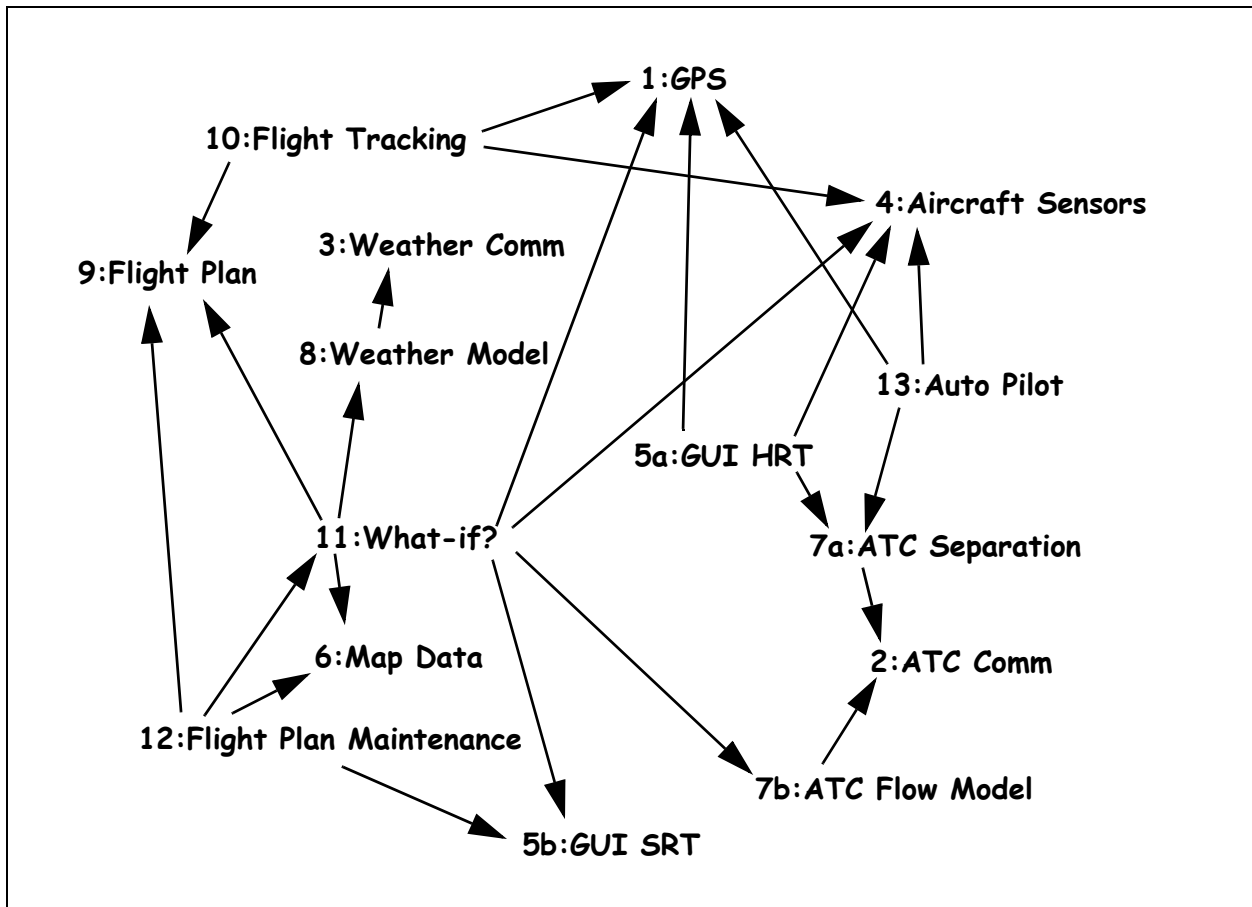 1:GPS
10:Flight Tracking
4:Aircraft Sensors
3:Weather Comm
9:Flight Plan
8:Weather Model
13:Auto Pilot
5a:GUI HRT
11:What-if?
7a:ATC Separation
6:Map Data
2:ATC Comm
12:Flight Plan Maintenance
7b:ATC Flow Model
5b:GUI SRT